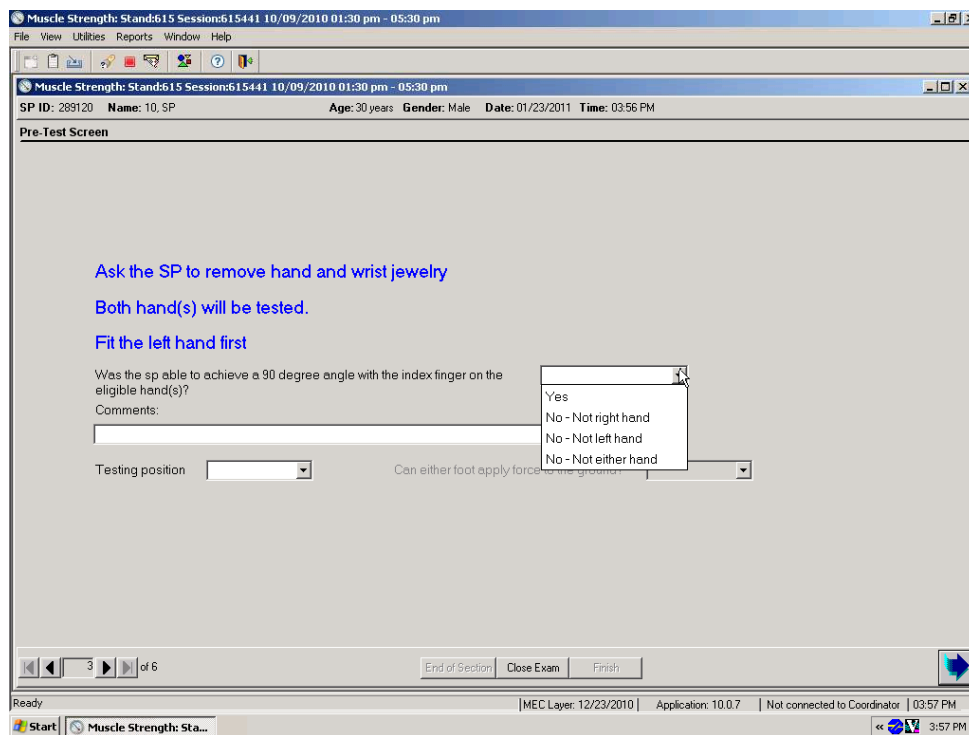 Muscle Strength: Stand:615 Session:615441 10/09/2010 01:30 pm - 05:30 pm
File View Utilities Reports Window Help
Muscle Strength: Stand:615 Session:615441 10/09/2010 01:30 pm - 05:30 pm
SP ID: 289120 Name: 10, SP Age: 30 years Gender: Male Date: 01/23/2011 Time: 03:56 PM
Pre-Test Screen
Ask the SP to remove hand and wrist jewelry
Both hand(s) will be tested.
Fit the left hand first
Was the sp able to achieve a 90 degree angle with the index finger on the
eligible hand(s)?
Yes
No - Not right hand
No - Not left hand
No - Not either hand
Comments:
Testing position Can either foot apply force to the ground?
3 of 6 End of Section Close Exam Finish
Ready MEC Layer: 12/23/2010 Application: 10.0.7 Not connected to Coordinator 03:57 PM
Start Muscle Strength: Sta... « 3:57 PM